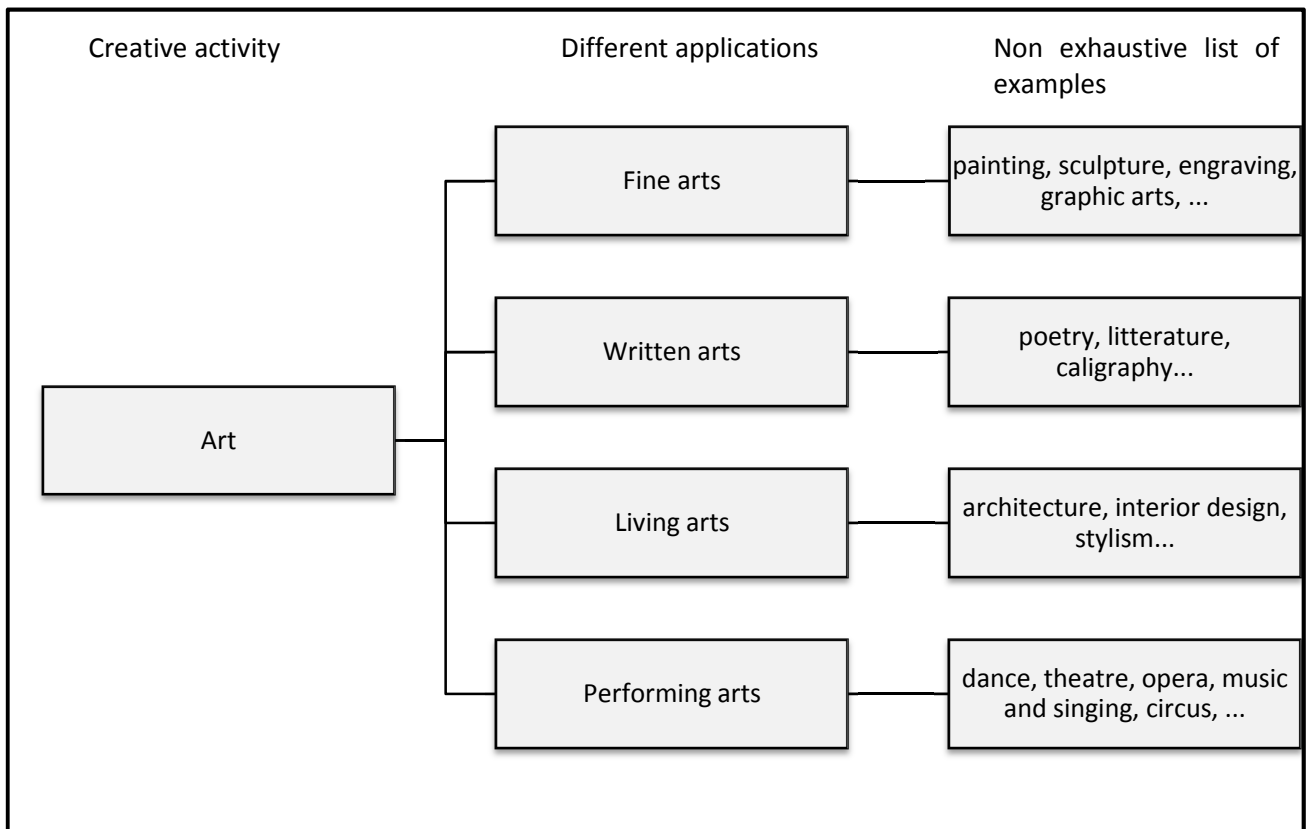 Creative activity
Different applications
Non exhaustive list of
examples
Fine arts
painting, sculpture, engraving,
graphic arts, ...
Written arts
poetry, litterature,
caligraphy...
Art
Living arts
architecture, interior design,
stylism...
Performing arts
dance, theatre, opera, music
and singing, circus, ...